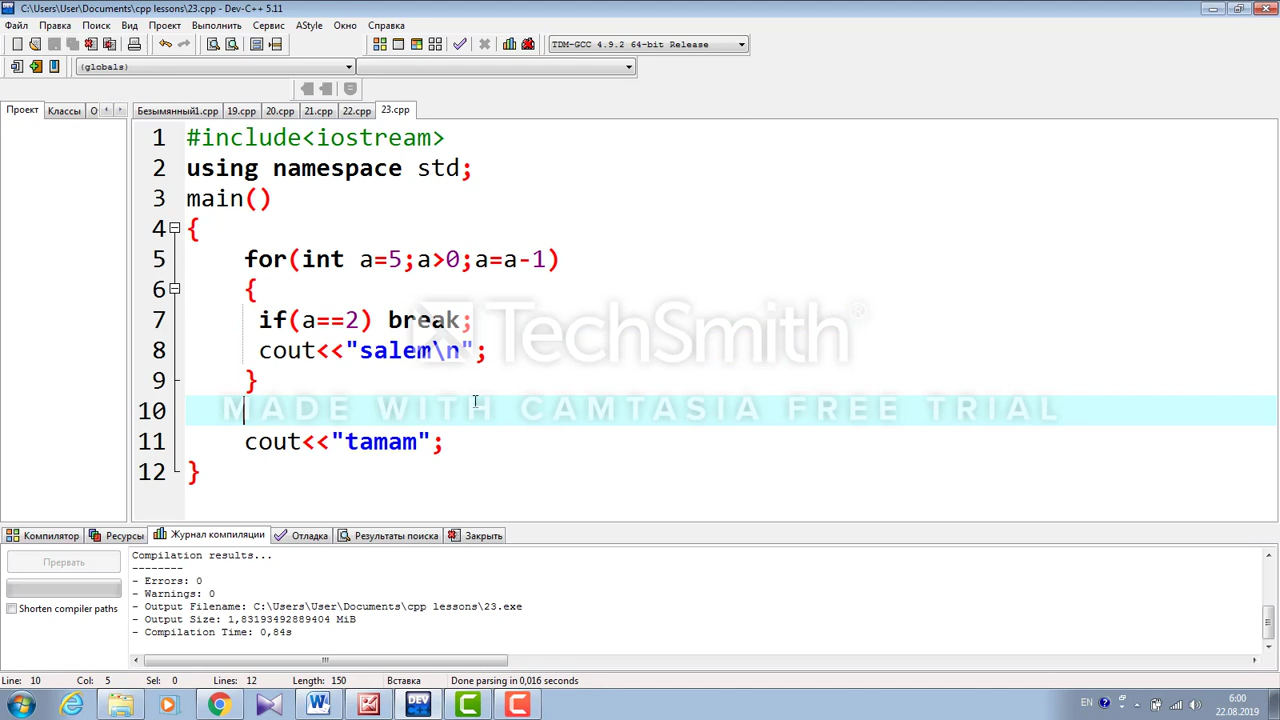 C:\Users\User\Documents\cpp lessons\23.cpp - Dev-C++ 5.11
Файл Правка Поиск Вид Проект Выполнить Сервис AStyle Окно Справка
TDM-GCC 4.9.2 64-bit Release
(globals)
Проект Классы О Безымянный1.cpp 19.cpp 20.cpp 21.cpp 22.cpp 23.cpp
1 #include<iostream>
2 using namespace std;
3 main()
4 {
5 for(int a=5;a>0;a=a-1)
6 {
7 if(a==2) break;
8 cout<<"salem\n";
9 }
10
11 cout<<"tamam";
12 }
TechSmith®
MADE WITH CAMTASIA FREE TRIAL
Компилятор Ресурсы Журнал компиляции Отладка Результаты поиска Закрыть
Прервать
Shorten compiler paths
Compilation results...
--------
- Errors: 0
- Warnings: 0
- Output Filename: C:\Users\User\Documents\cpp lessons\23.exe
- Output Size: 1,83193492889404 MiB
- Compilation Time: 0,84s
Line: 10 Col: 5 Sel: 0 Lines: 12 Length: 150 Вставка Done parsing in 0,016 seconds
DEV C++
EN
6:00
22.08.2019